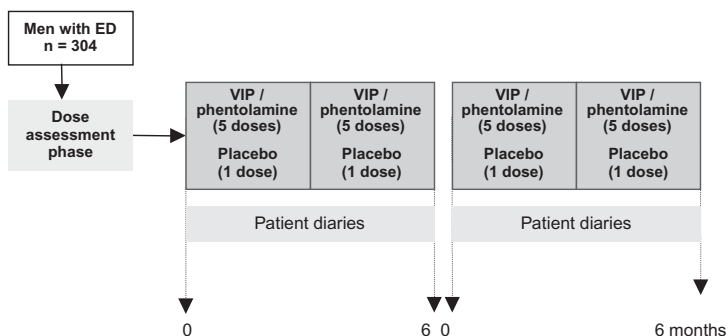 Men with ED
n = 304
Dose
assessment
phase
VIP /
phentolamine
(5 doses)
Placebo
(1 dose)
VIP /
phentolamine
(5 doses)
Placebo
(1 dose)
VIP /
phentolamine
(5 doses)
Placebo
(1 dose)
VIP /
phentolamine
(5 doses)
Placebo
(1 dose)
Patient diaries
Patient diaries
0
6
0
6 months